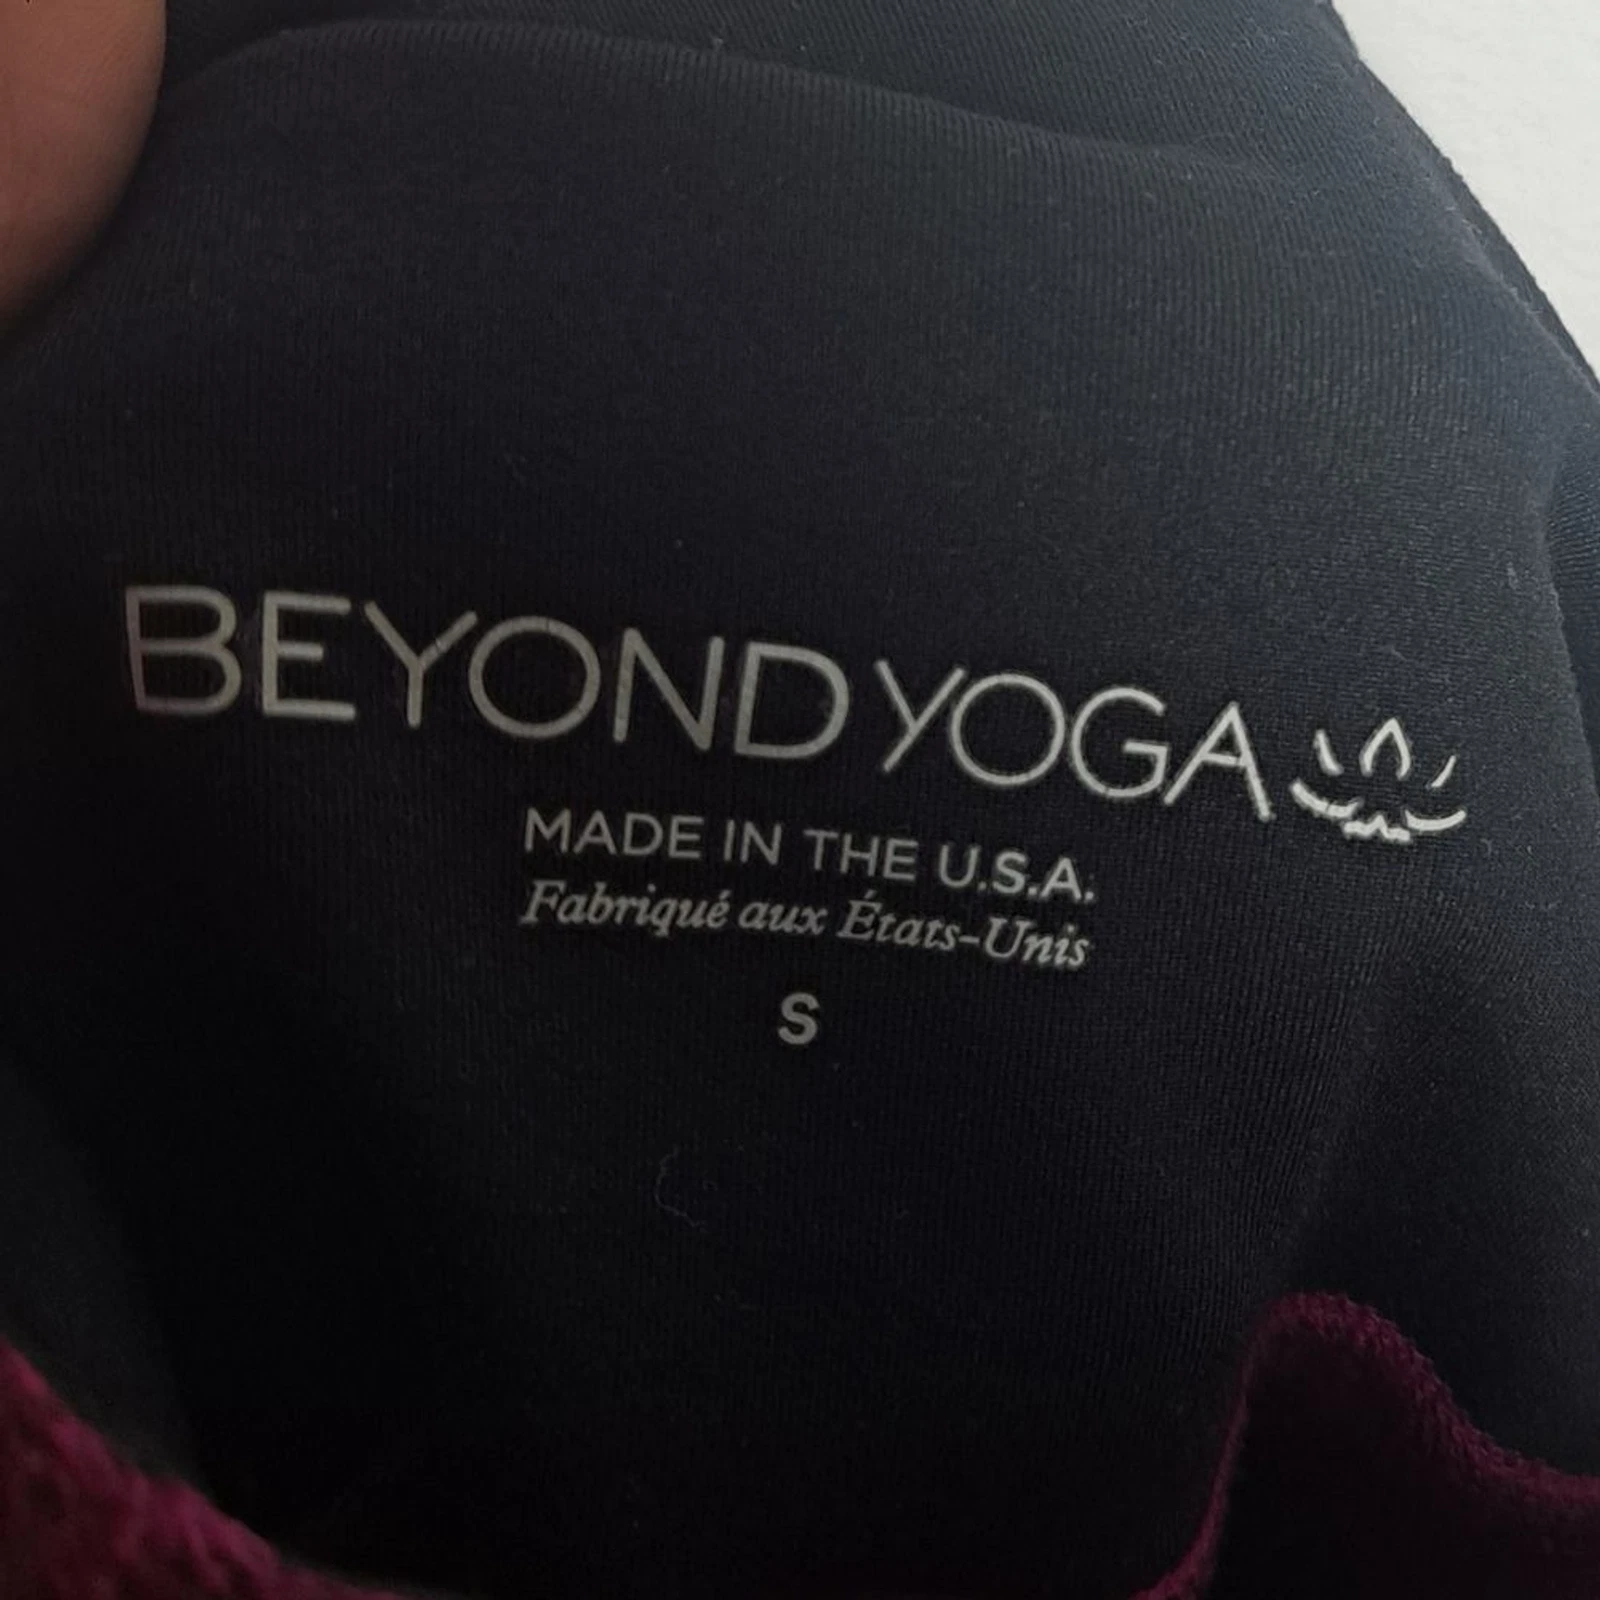 BEYOND YOGA
MADE IN THE U.S.A.
Fabriqué aux États-Unis
S